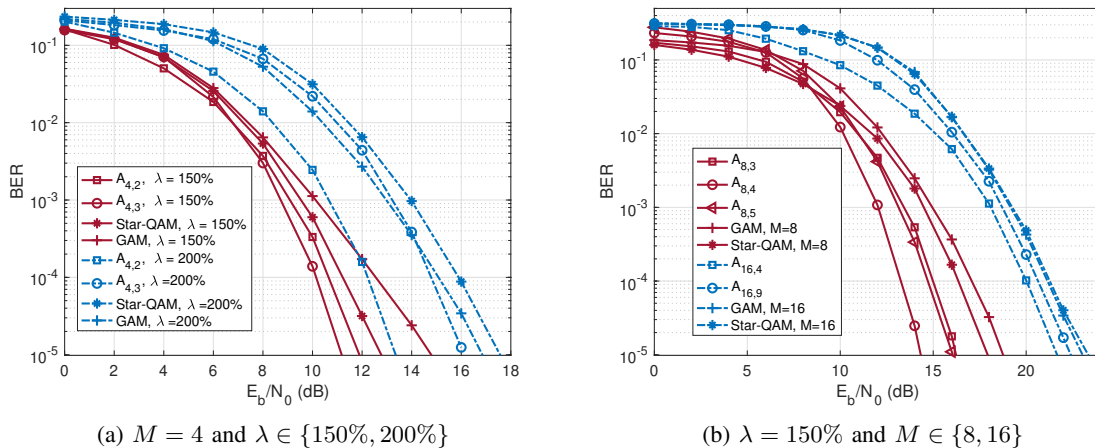 10^{-1}
10^{-2}
10^{-3}
10^{-4}
10^{-5}
BER
A_{4,2}, λ = 150%
A_{4,3}, λ = 150%
Star-QAM, λ = 150%
GAM, λ = 150%
A_{4,2}, λ = 200%
A_{4,3}, λ =200%
Star-QAM, λ =200%
GAM, λ =200%
0 2 4 6 8 10 12 14 16 18
E_b/N_0 (dB)
(a) M = 4 and λ ∈ {150%, 200%}
10^{-1}
10^{-2}
10^{-3}
10^{-4}
10^{-5}
BER
A_{8,3}
A_{8,4}
A_{8,5}
GAM, M=8
Star-QAM, M=8
A_{16,4}
A_{16,9}
GAM, M=16
Star-QAM, M=16
0 5 10 15 20
E_b/N_0 (dB)
(b) λ = 150% and M ∈ {8, 16}